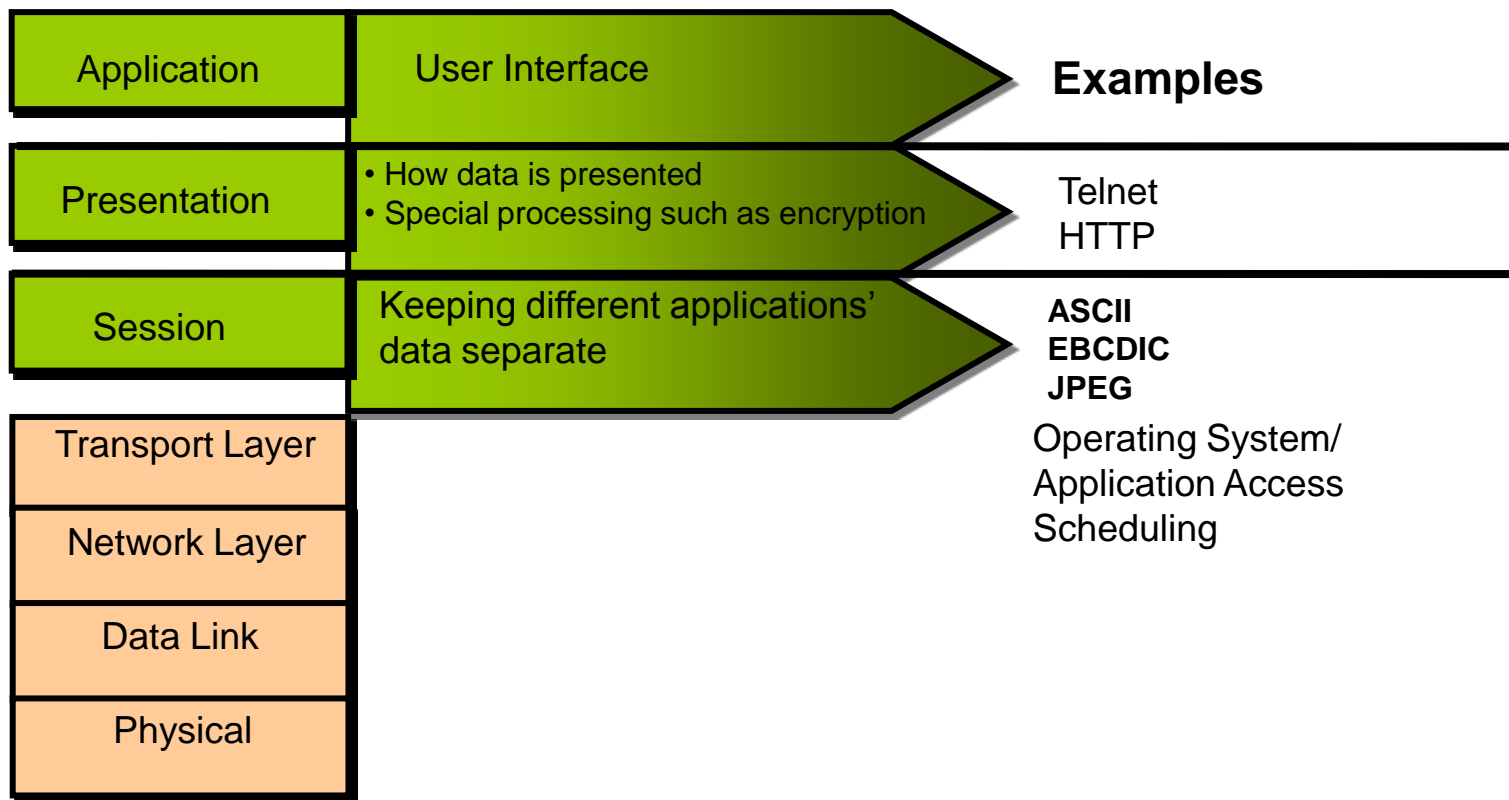 Application
User Interface
Examples
Presentation
• How data is presented
• Special processing such as encryption
Telnet
HTTP
Session
Keeping different applications’
data separate
ASCII
EBCDIC
JPEG
Transport Layer
Operating System/
Application Access
Scheduling
Network Layer
Data Link
Physical